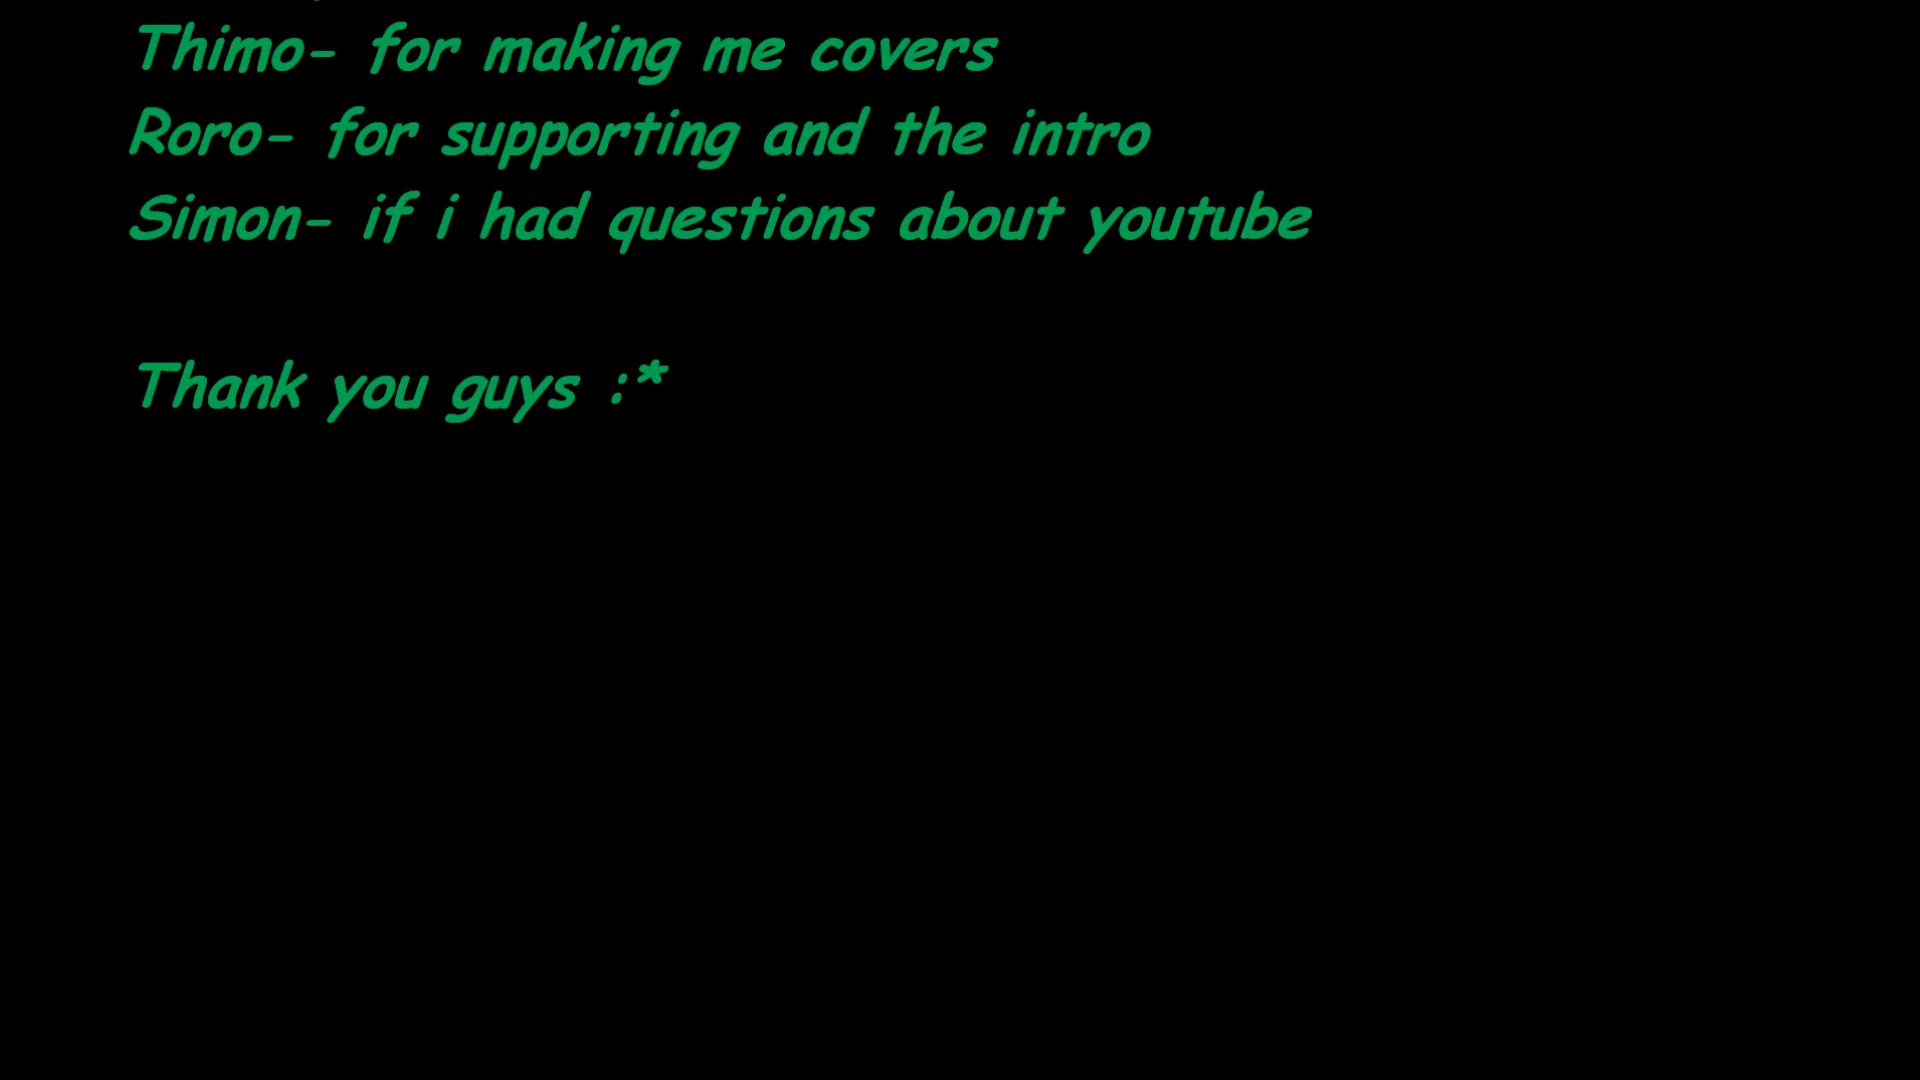 Thimo- for making me covers
Roro- for supporting and the intro
Simon- if i had questions about youtube
Thank you guys :*